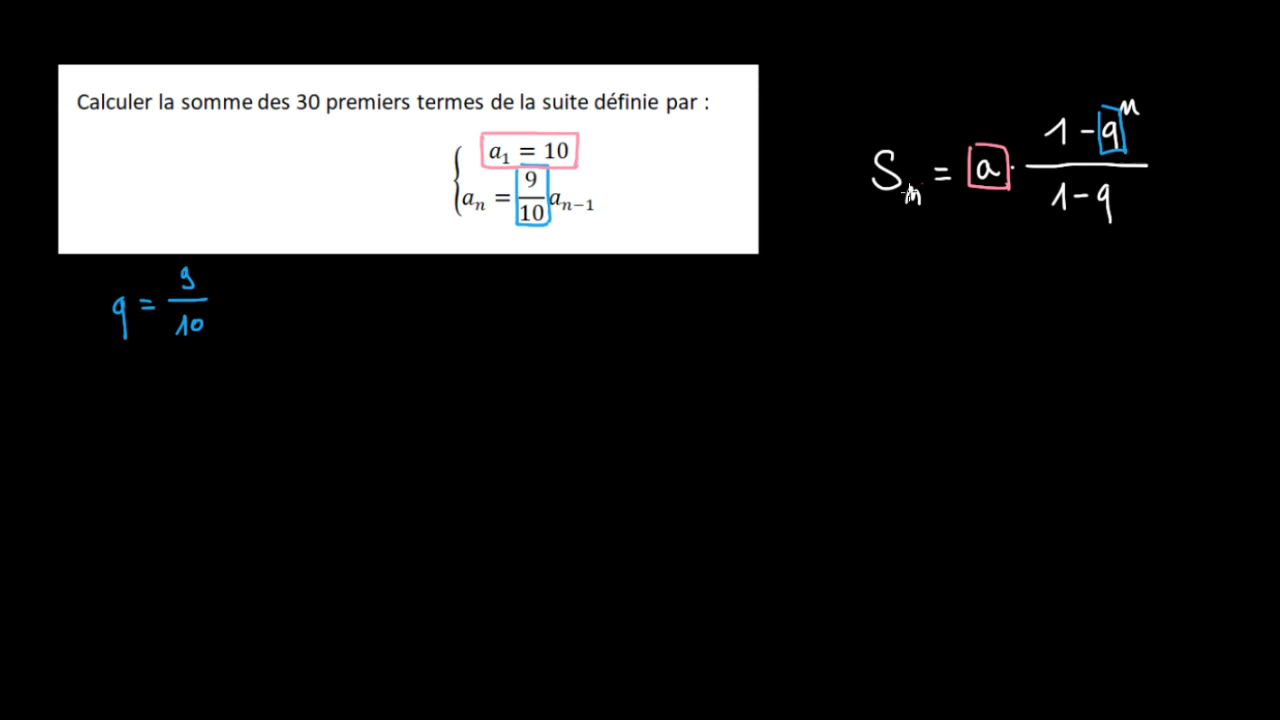 Calculer la somme des 30 premiers termes de la suite définie par :
{ a₁ = 10
aₙ = 9/10 aₙ₋₁
Sₙ = a · (1 - qⁿ)/(1 - q)
q = 9/10